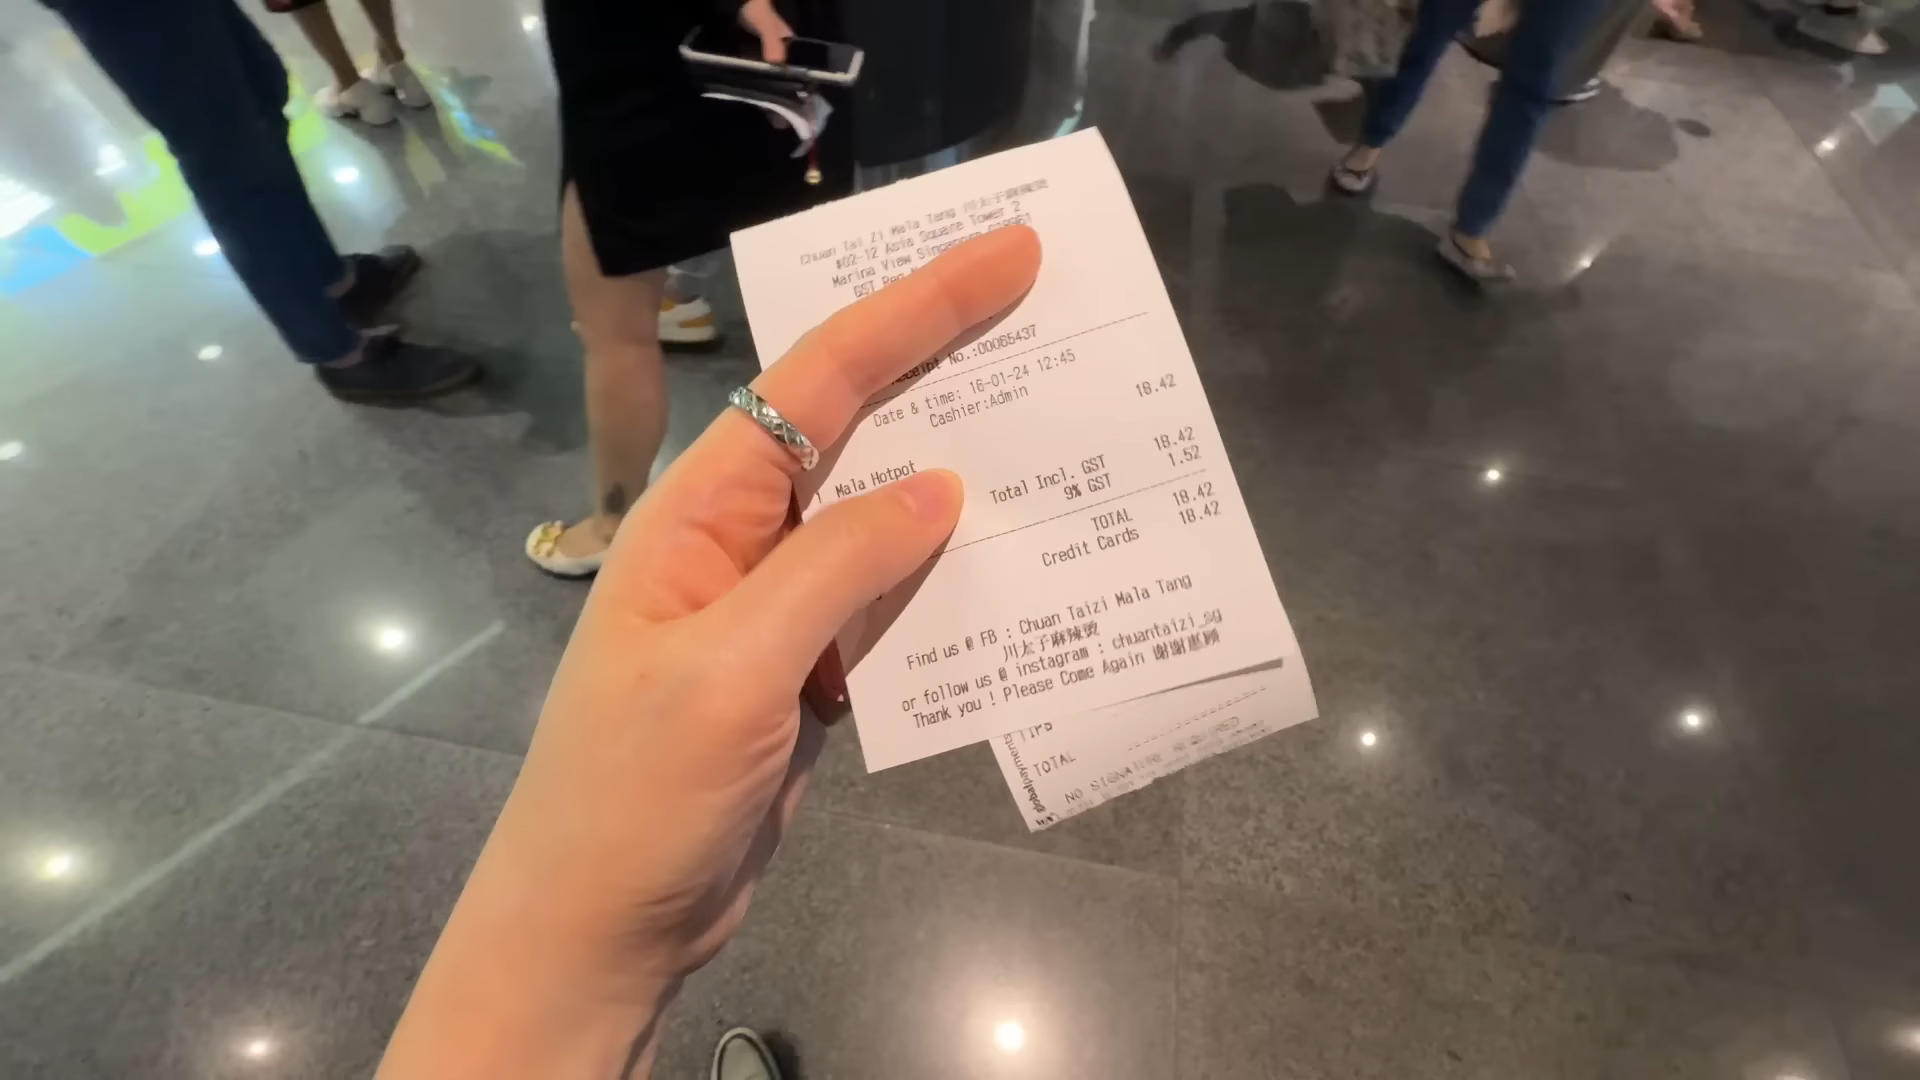 Chuan Tai Zi Mala Tang 川太子麻辣烫
#02-12 Asia Square Tower 2
Marina View Singapore
GST Reg
Receipt No.:00065437
Date & time: 16-01-24 12:45
Cashier:Admin
1 Mala Hotpot 18.42
Total Incl. GST 18.42
9% GST 1.52
TOTAL 18.42
Credit Cards 18.42
Find us @ FB : Chuan Taizi Mala Tang
川太子麻辣烫
or follow us @ instagram : chuantaizi_sg
Thank you ! Please Come Again 谢谢惠顾
TIPS
TOTAL
NO SIGNATURE REQUIRED
globalpayments